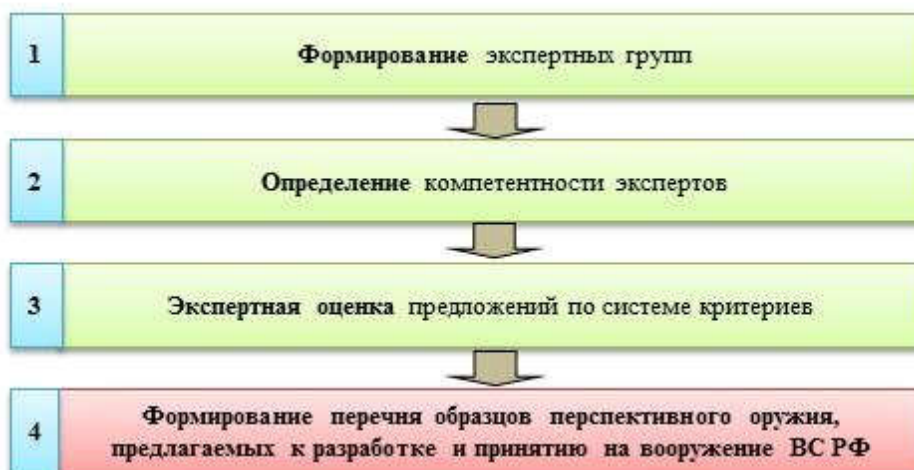 1 Формирование экспертных групп
2 Определение компетентности экспертов
3 Экспертная оценка предложений по системе критериев
4 Формирование перечня образцов перспективного оружия,
предлагаемых к разработке и принятию на вооружение ВС РФ